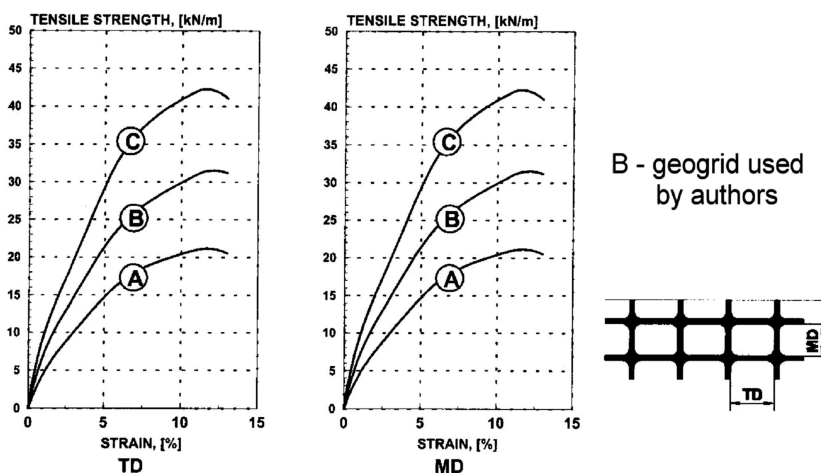 TENSILE STRENGTH, [kN/m]
50
45
40
35
30
25
20
15
10
5
0
C
B
A
0 5 10 15
STRAIN, [%]
TD
TENSILE STRENGTH, [kN/m]
50
45
40
35
30
25
20
15
10
5
0
C
B
A
0 5 10 15
STRAIN, [%]
MD
B - geogrid used
by authors
MD
TD